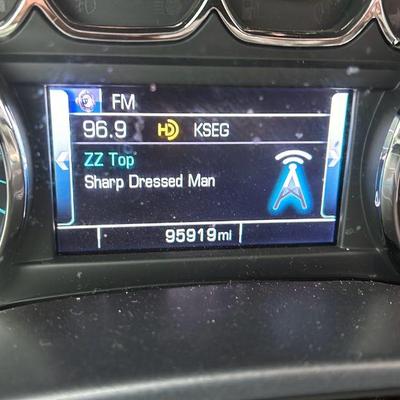 FM
96.9 HD KSEG
ZZ Top
Sharp Dressed Man
95919mi